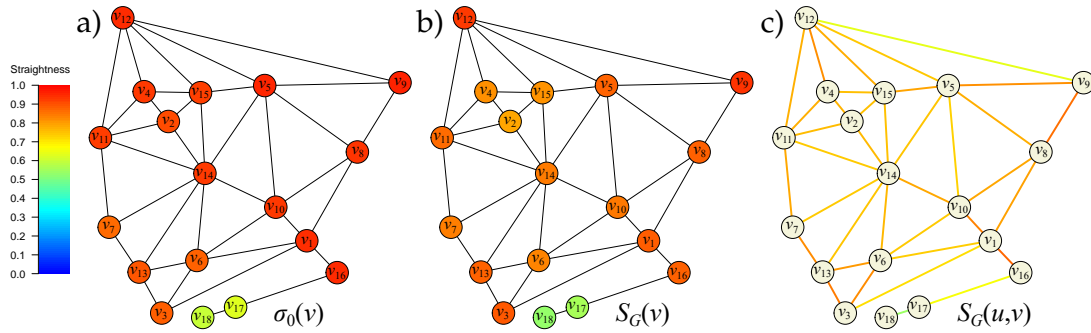 a)
Straightness
1.0
0.9
0.8
0.7
0.6
0.5
0.4
0.3
0.2
0.1
0.0
v12
v9
v4
v15
v5
v2
v11
v8
v14
v10
v7
v1
v6
v13
v16
v3
v18
v17
σ0(v)
b)
v12
v9
v4
v15
v5
v2
v11
v8
v14
v10
v7
v1
v6
v13
v16
v3
v18
v17
SG(v)
c)
v12
v9
v4
v15
v5
v2
v11
v8
v14
v10
v7
v1
v6
v13
v16
v3
v18
v17
SG(u,v)